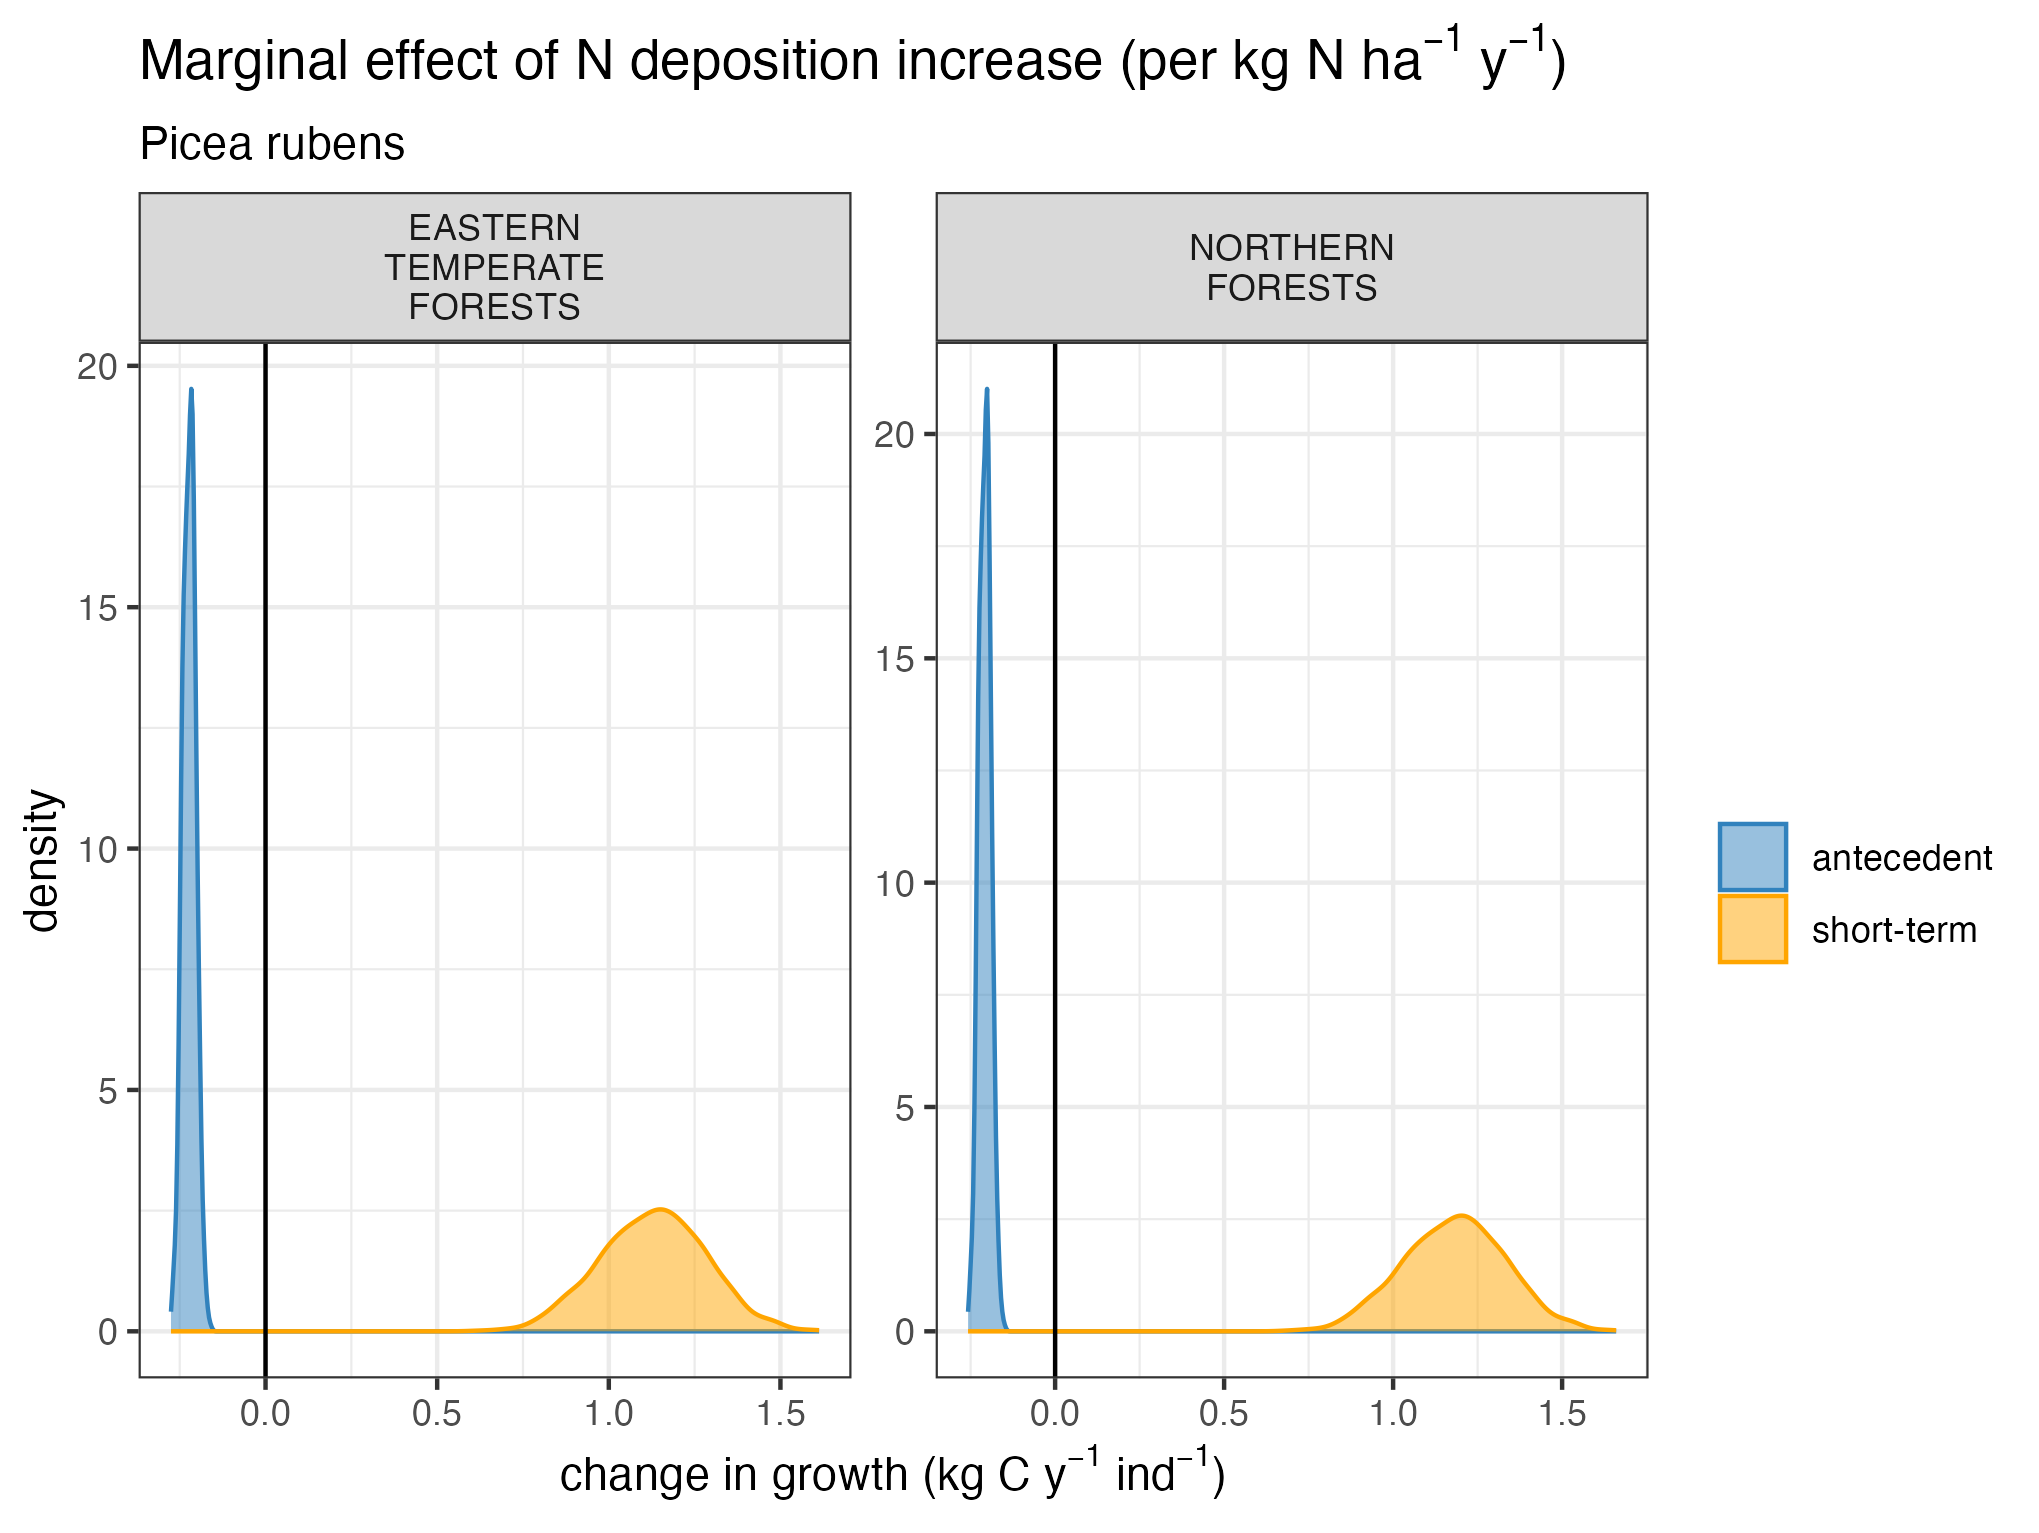 Marginal effect of N deposition increase (per kg N ha⁻¹ y⁻¹)
Picea rubens
EASTERN
TEMPERATE
FORESTS
NORTHERN
FORESTS
20
15
10
5
0
20
15
10
5
0
density
0.0 0.5 1.0 1.5
0.0 0.5 1.0 1.5
change in growth (kg C y⁻¹ ind⁻¹)
antecedent
short-term